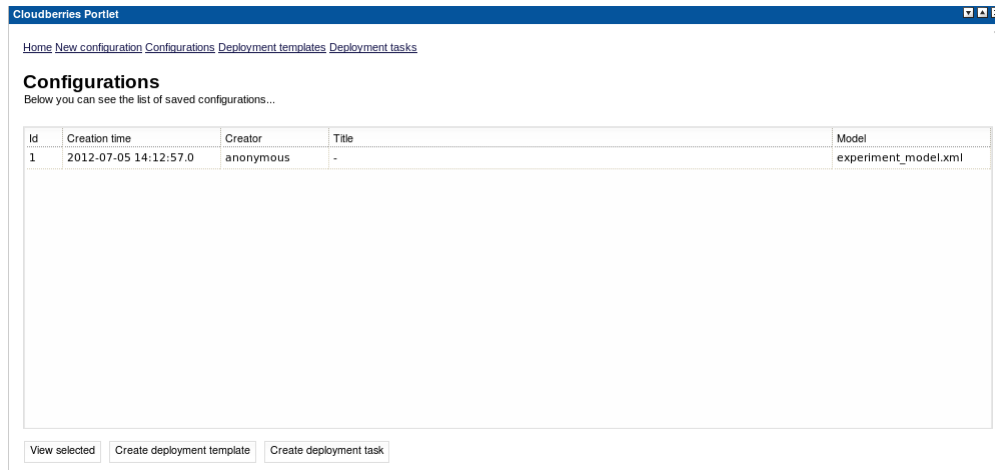 Cloudberries Portlet
Home New configuration Configurations Deployment templates Deployment tasks
Configurations
Below you can see the list of saved configurations...
Id Creation time Creator Title Model
1 2012-07-05 14:12:57.0 anonymous - experiment_model.xml
View selected Create deployment template Create deployment task